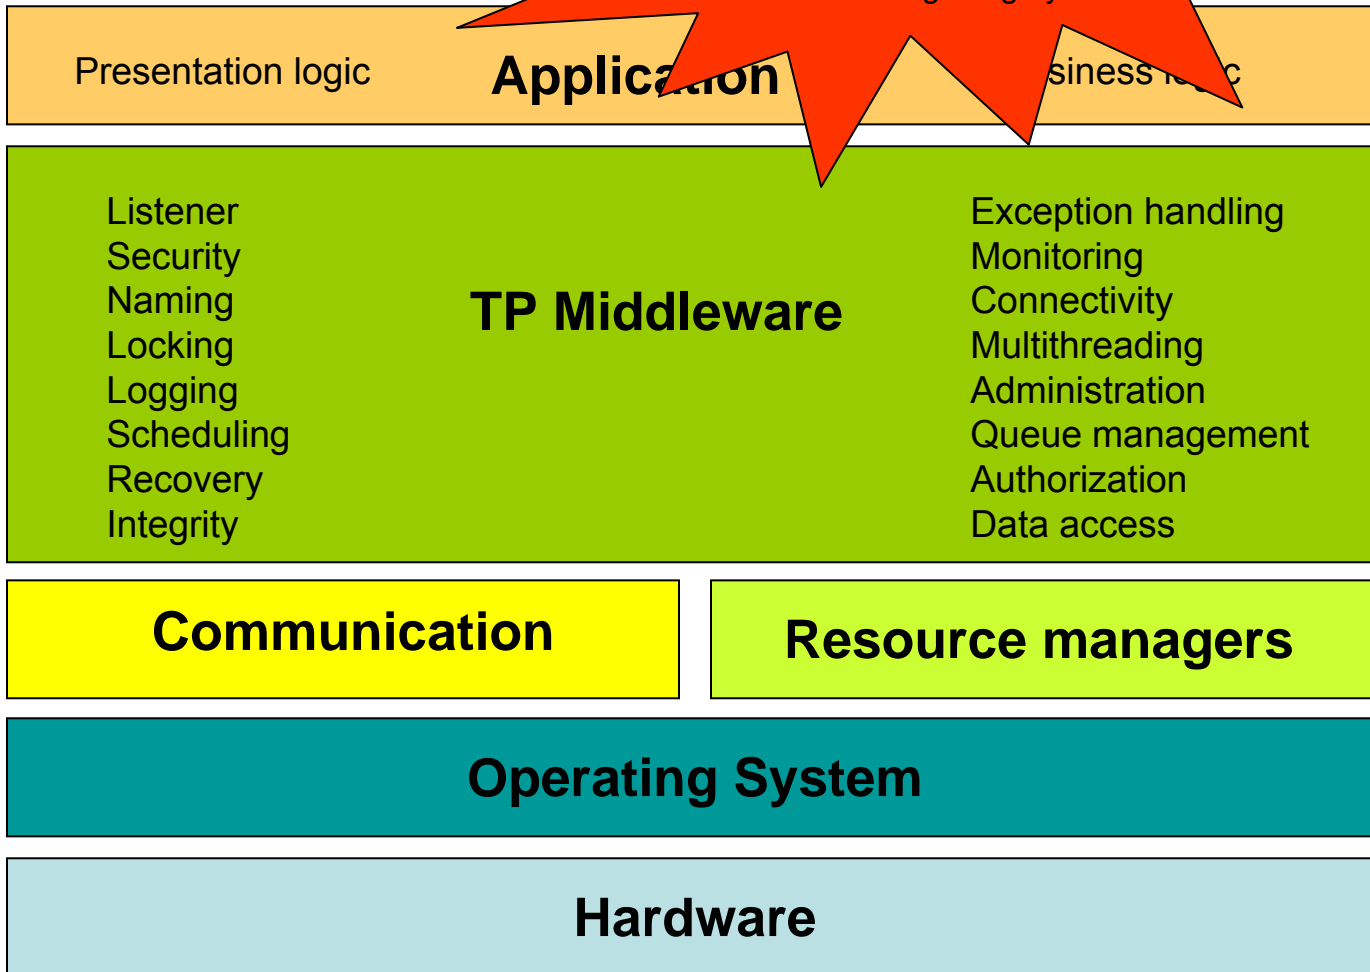 Presentation logic
Application
Listener
Security
Naming
Locking
Logging
Scheduling
Recovery
Integrity
TP Middleware
Exception handling
Monitoring
Connectivity
Multithreading
Administration
Queue management
Authorization
Data access
Communication
Resource managers
Operating System
Hardware